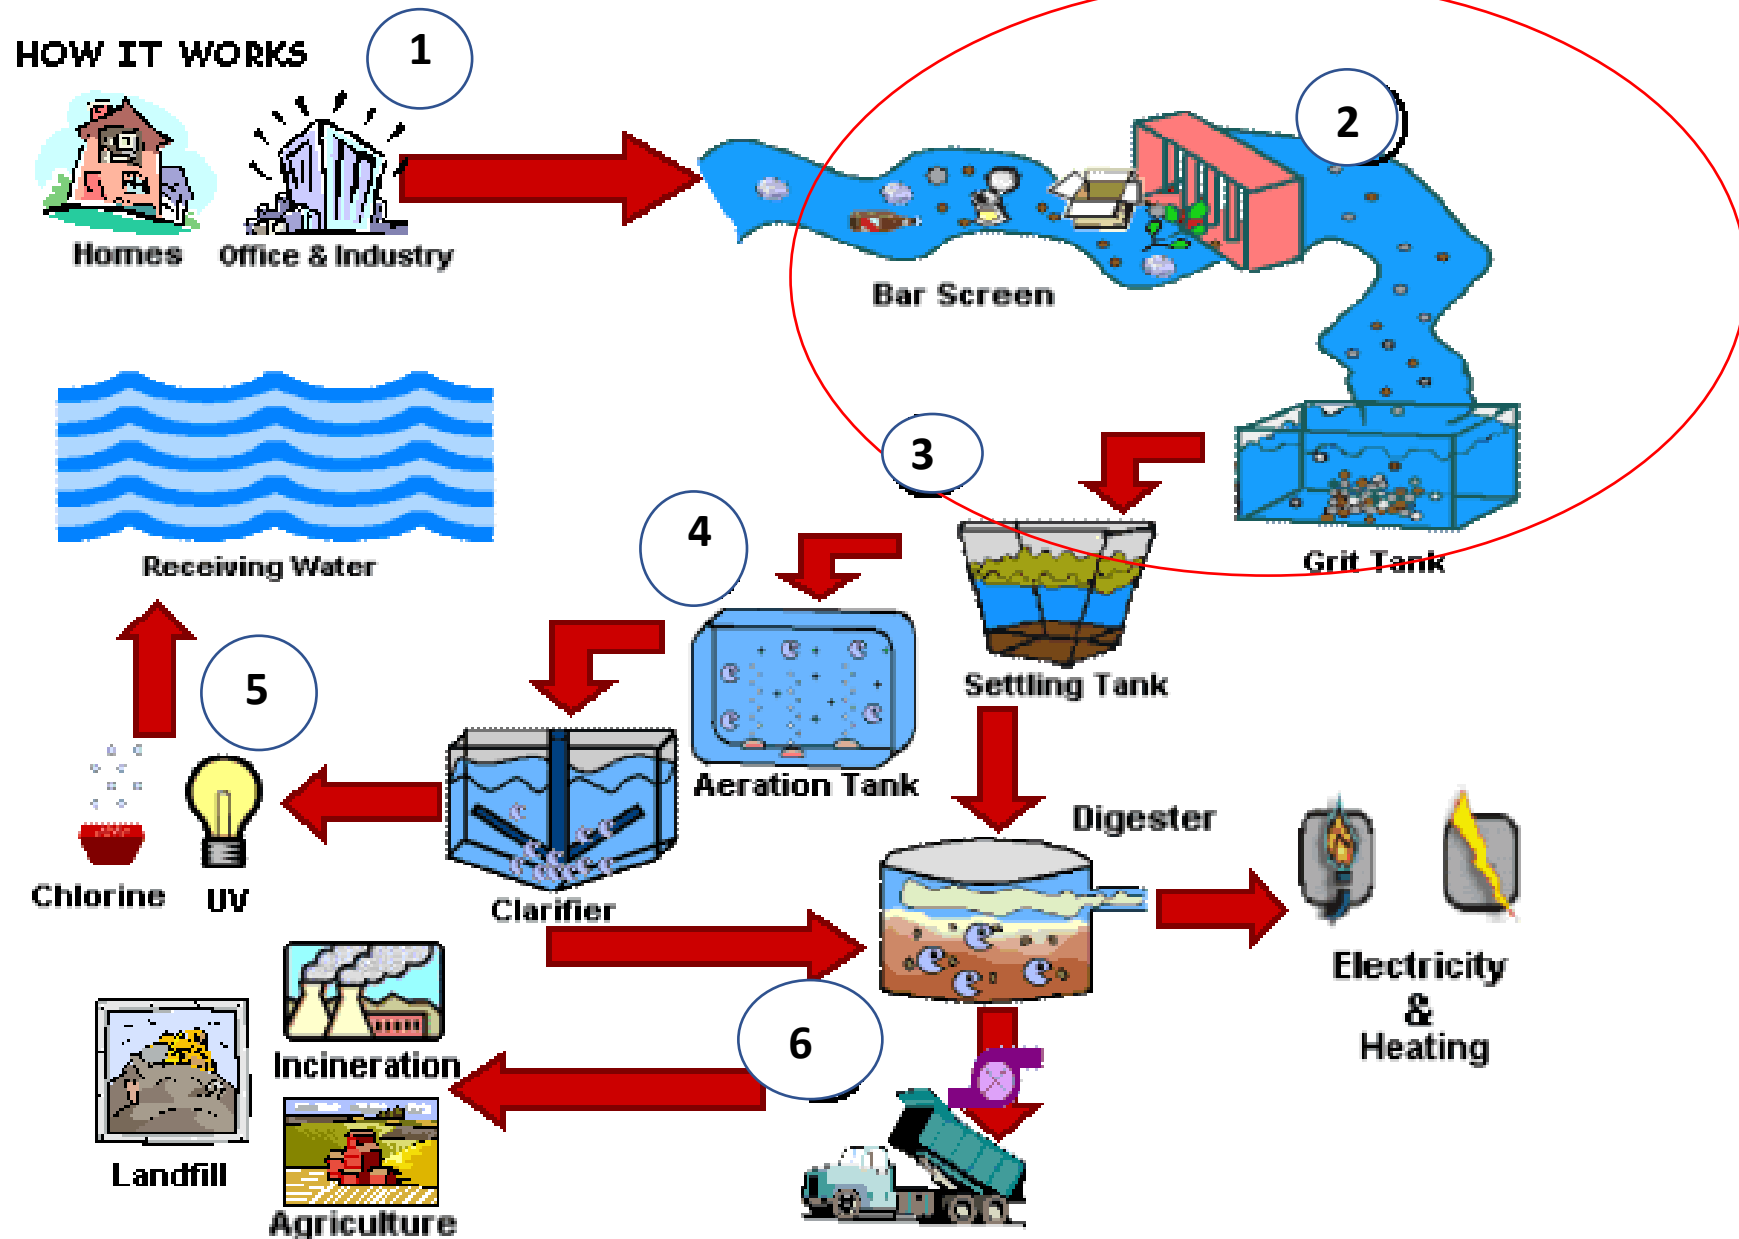 HOW IT WORKS
1
Homes
Office & Industry
2
Bar Screen
3
Grit Tank
4
Receiving Water
Settling Tank
5
Aeration Tank
Digester
Chlorine
UV
Clarifier
Electricity
&
Heating
6
Incineration
Landfill
Agriculture